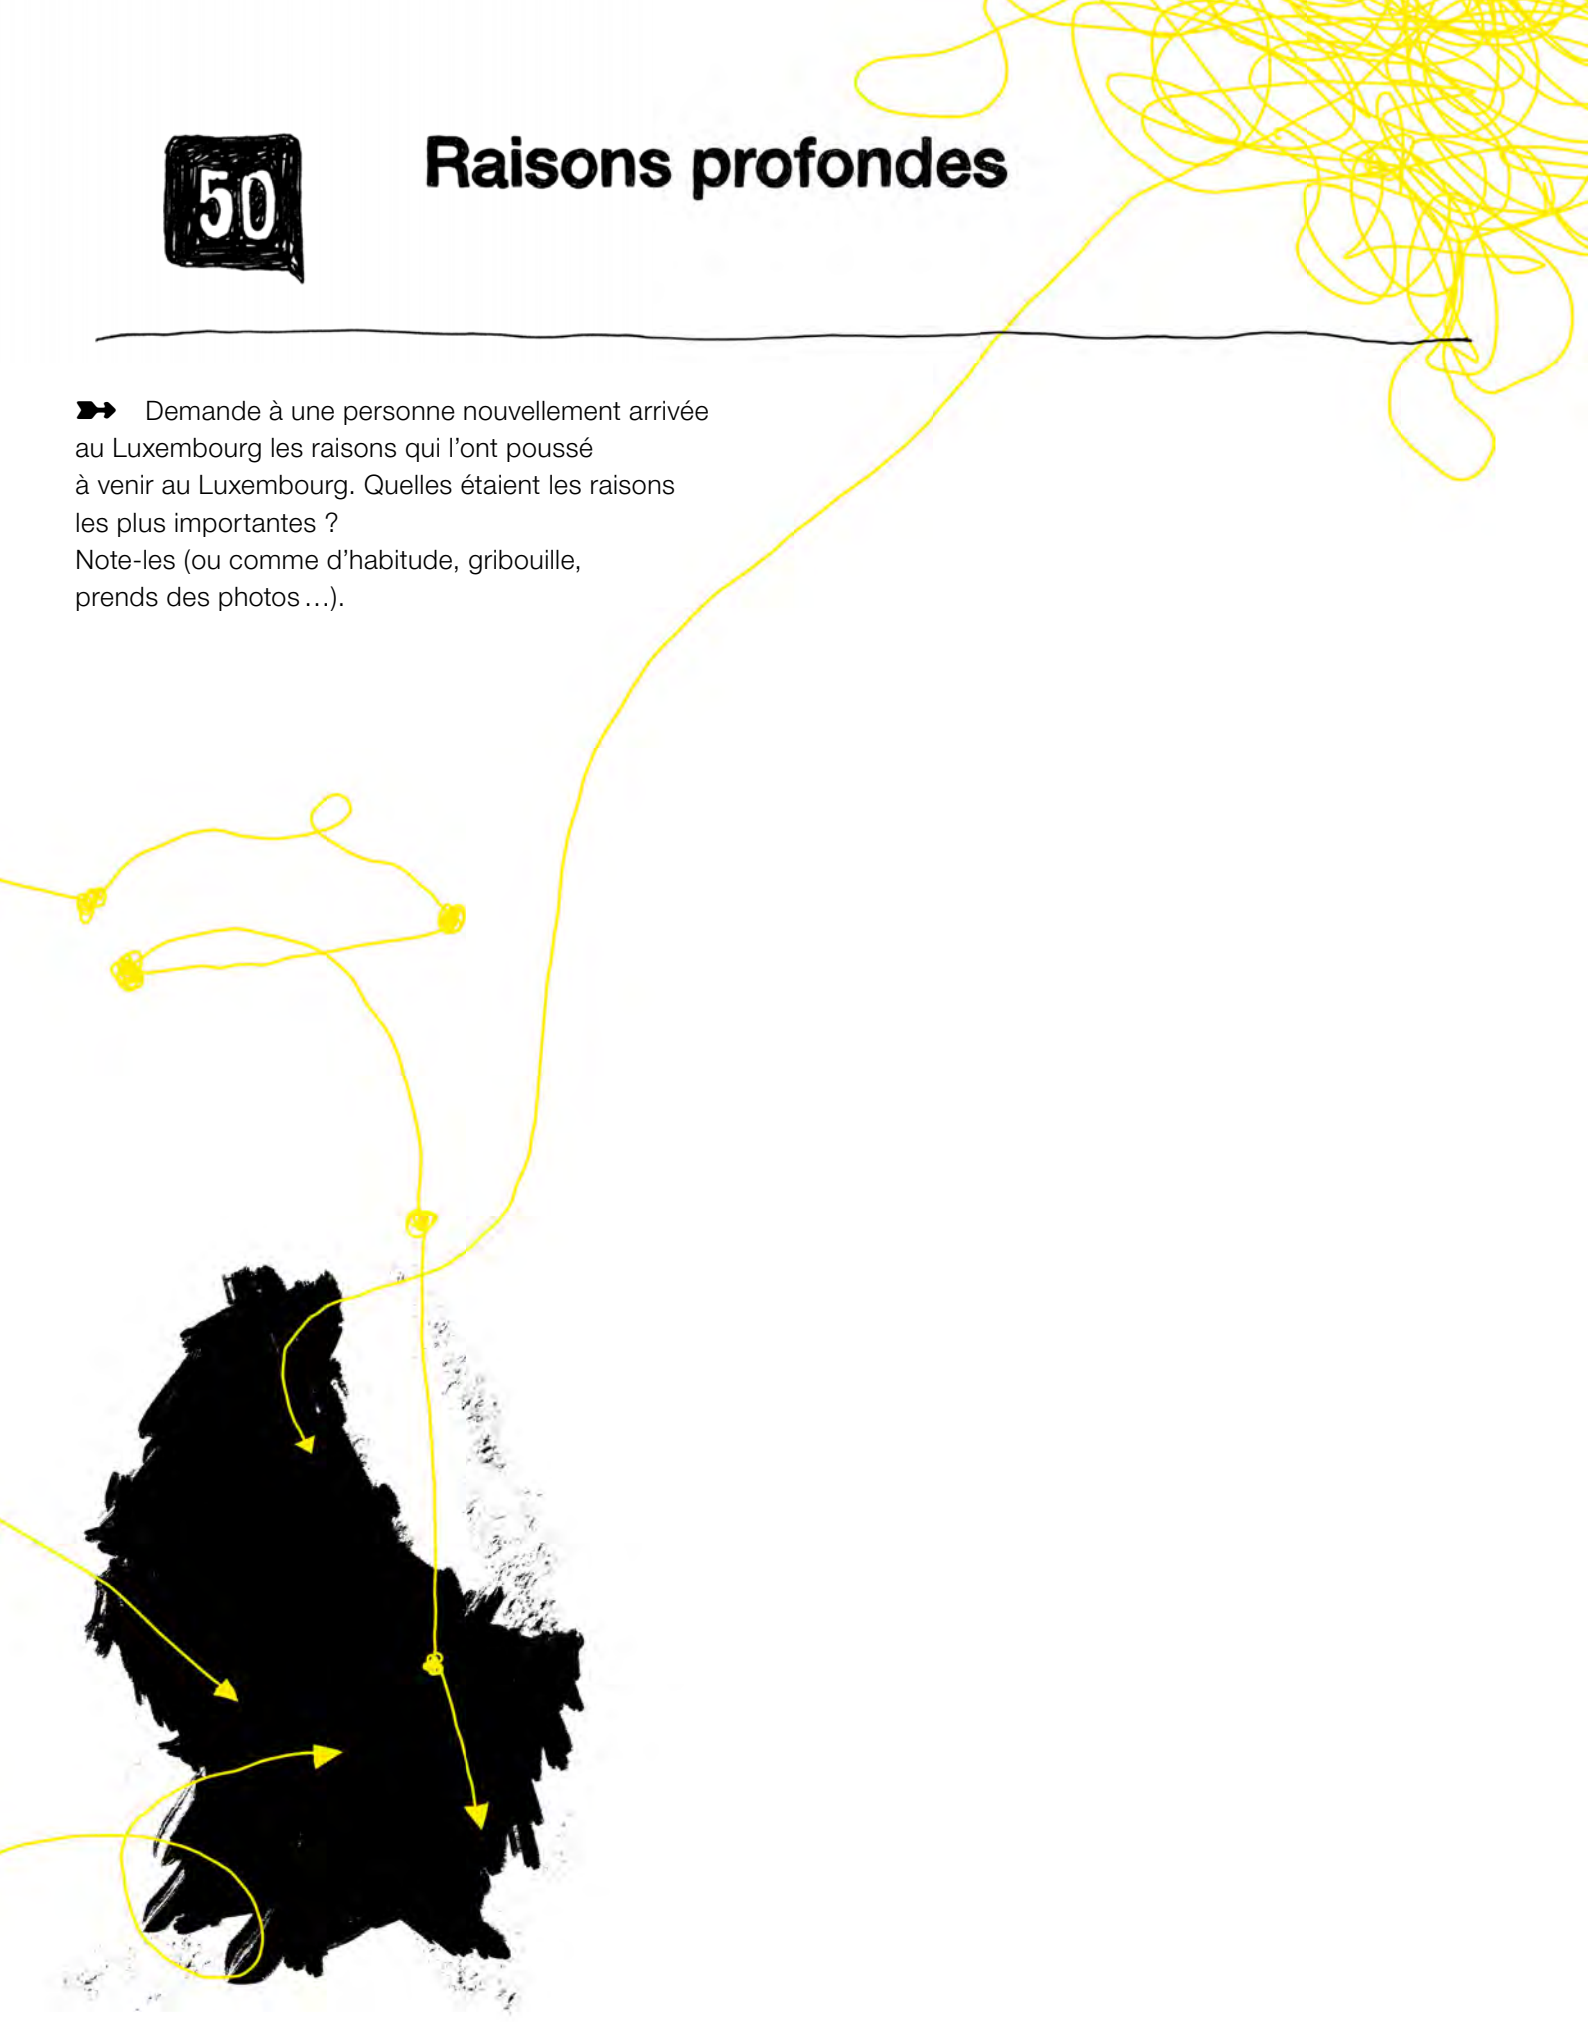 50
Raisons profondes
Demande à une personne nouvellement arrivée
au Luxembourg les raisons qui l’ont poussé
à venir au Luxembourg. Quelles étaient les raisons
les plus importantes ?
Note-les (ou comme d’habitude, gribouille,
prends des photos …).